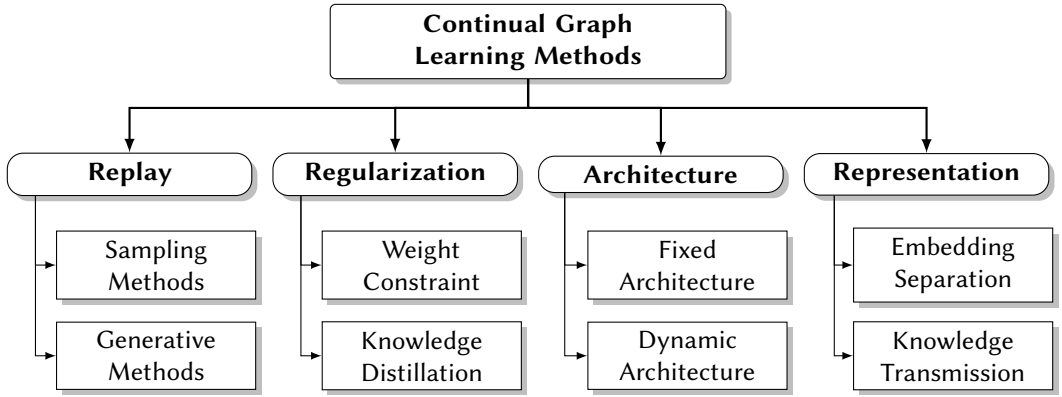 Continual Graph
Learning Methods
Replay
Sampling
Methods
Generative
Methods
Regularization
Weight
Constraint
Knowledge
Distillation
Architecture
Fixed
Architecture
Dynamic
Architecture
Representation
Embedding
Separation
Knowledge
Transmission